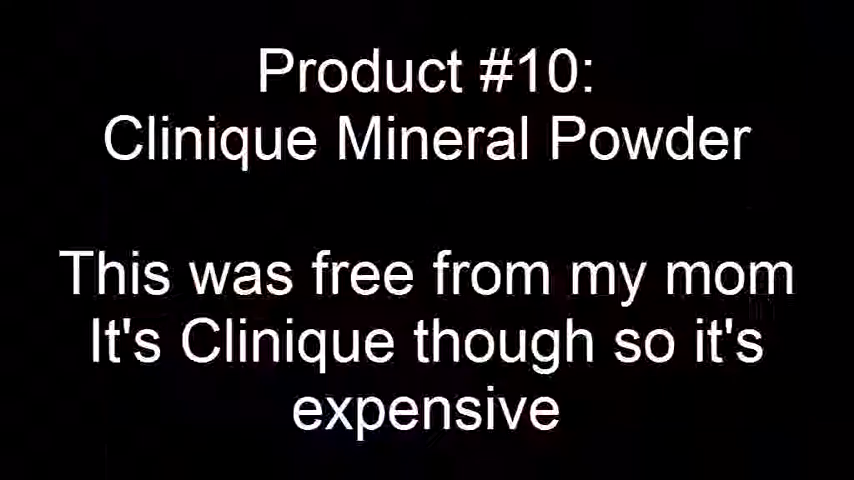 Product #10:
Clinique Mineral Powder
This was free from my mom
It's Clinique though so it's
expensive